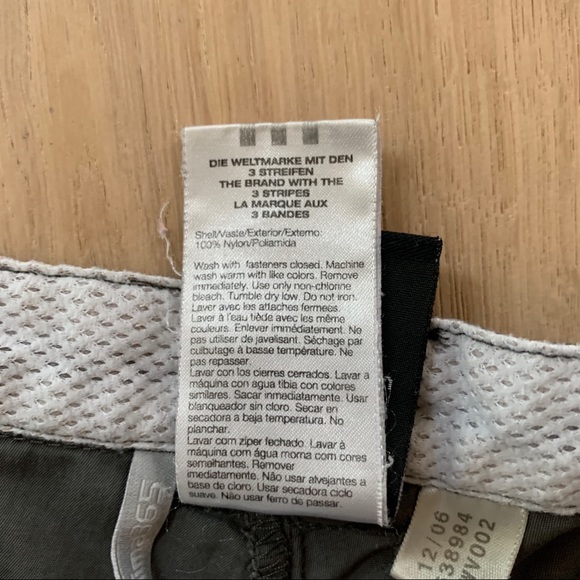 DIE WELTMARKE MIT DEN
3 STREIFEN
THE BRAND WITH THE
3 STRIPES
LA MARQUE AUX
3 BANDES
Shell/Vaste/Exterior/Externo:
100% Nylon/Poliamida
Wash with fasteners closed. Machine
wash warm with like colors. Remove
immediately. Use only non-chlorine
bleach. Tumble dry low. Do not iron.
Laver avec les attaches fermées.
Laver à l'eau tiède avec les même
couleurs. Enlever immédiatement. Ne
pas utiliser de javelisant. Séchage par
culbutage à basse température. Ne
pas repasser.
Lavar con los cierres cerrados. Lavar a
máquina con agua tibia con colores
similares. Sacar inmediatamente. Usar
blanqueador sin cloro. Secar en
secadora a baja temperatura. No
planchar.
Lavar com ziper fechado. Lavar à
máquina com água morna com cores
semelhantes. Remover
imediatamente. Não usar alvejantes a
base de cloro. Usar secadora ciclo
suave. Não usar ferro de passar.
365
12/06
38984
YV002